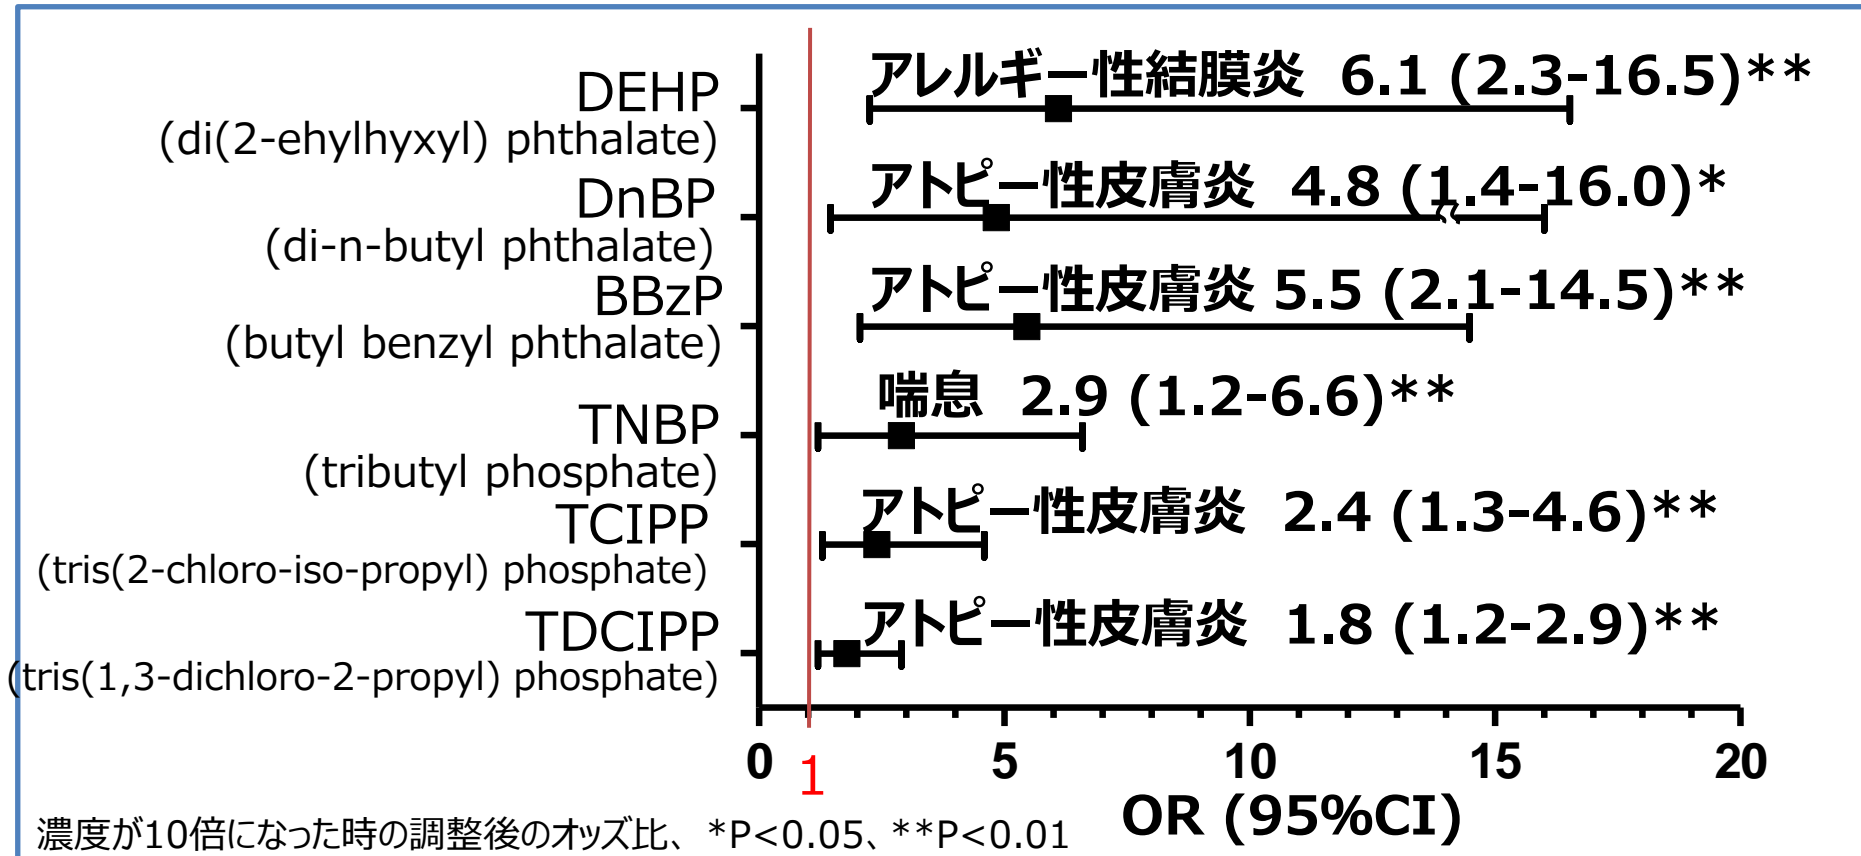 DEHP
(di(2-ehylhyxyl) phthalate)
アレルギー性結膜炎 6.1 (2.3-16.5)**
DnBP
(di-n-butyl phthalate)
アトピー性皮膚炎 4.8 (1.4-16.0)*
BBzP
(butyl benzyl phthalate)
アトピー性皮膚炎 5.5 (2.1-14.5)**
TNBP
(tributyl phosphate)
喘息 2.9 (1.2-6.6)**
TCIPP
(tris(2-chloro-iso-propyl) phosphate)
アトピー性皮膚炎 2.4 (1.3-4.6)**
TDCIPP
(tris(1,3-dichloro-2-propyl) phosphate)
アトピー性皮膚炎 1.8 (1.2-2.9)**
0 1 5 10 15 20
OR (95%CI)
濃度が10倍になった時の調整後のオッズ比、*P<0.05、**P<0.01